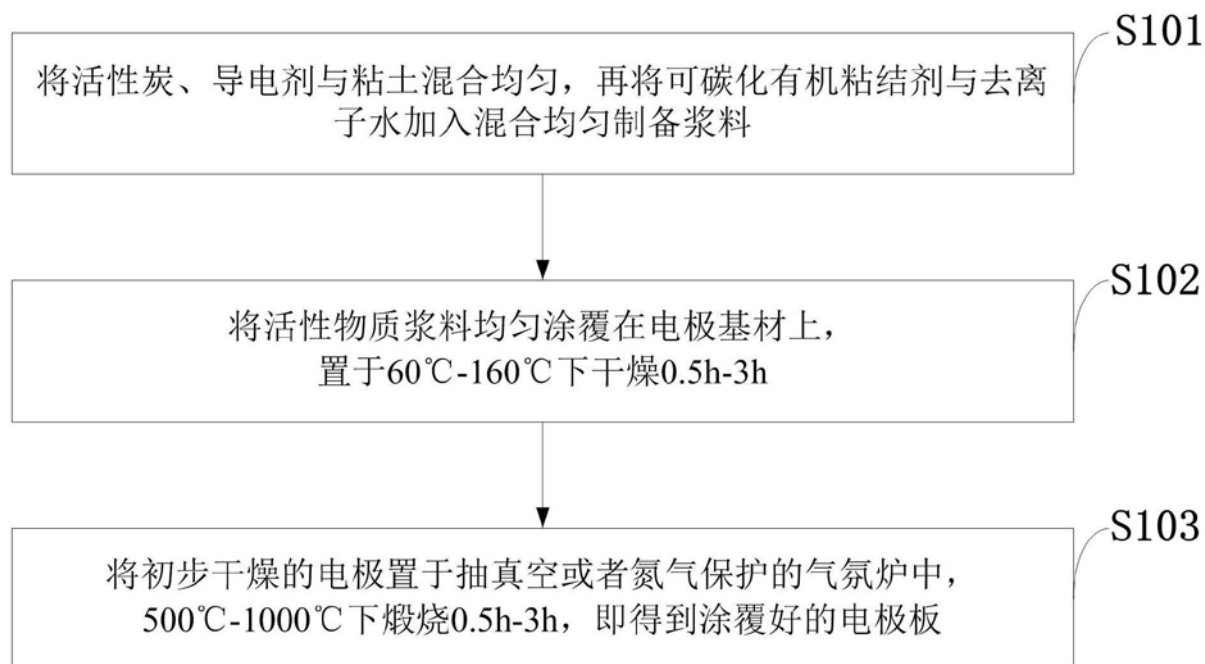 S101
将活性炭、导电剂与粘土混合均匀，再将可碳化有机粘结剂与去离
子水加入混合均匀制备浆料
S102
将活性物质浆料均匀涂覆在电极基材上，
置于60℃-160℃下干燥0.5h-3h
S103
将初步干燥的电极置于抽真空或者氮气保护的气氛炉中，
500℃-1000℃下煅烧0.5h-3h，即得到涂覆好的电极板